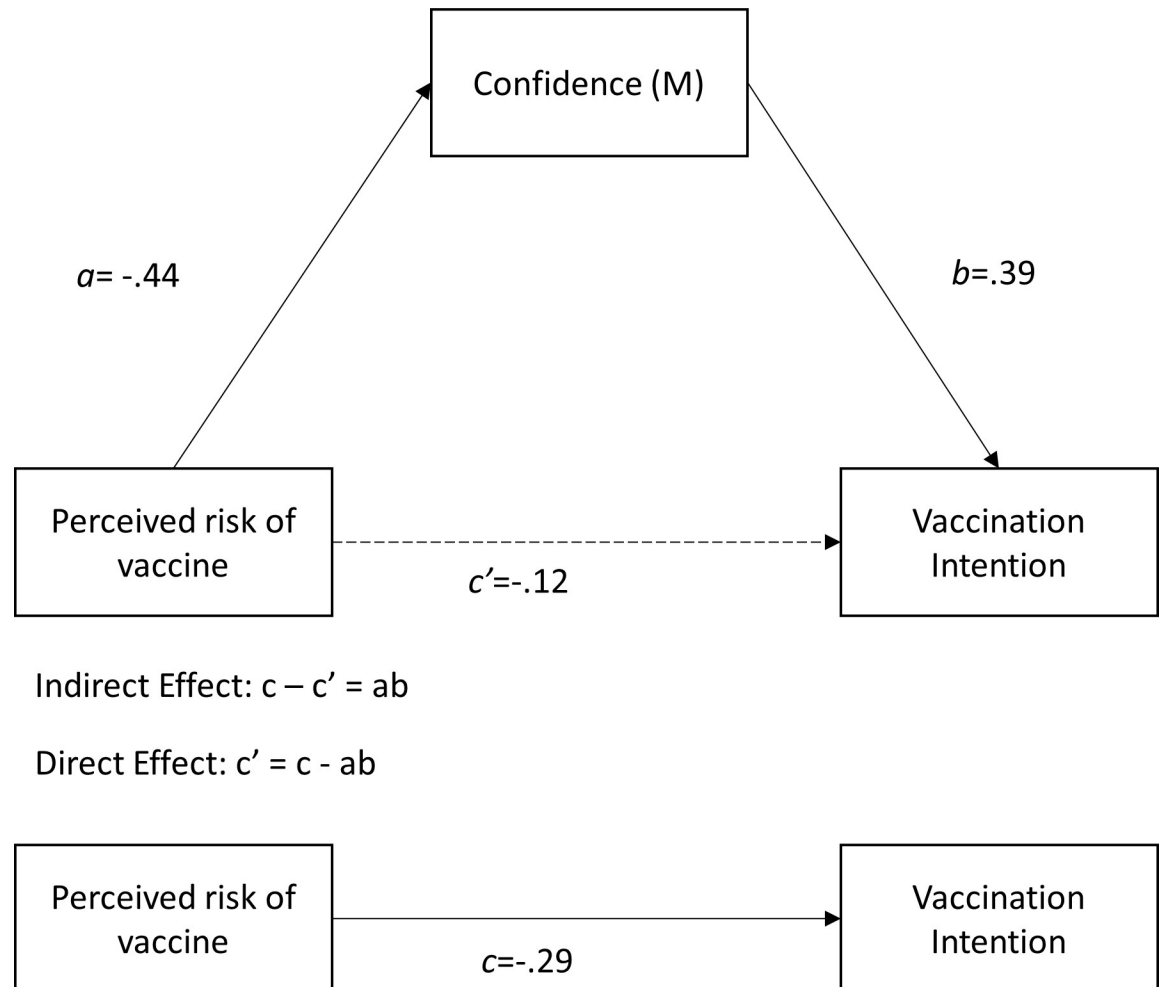 Confidence (M)
a= -.44
b=.39
Perceived risk of
vaccine
Vaccination
Intention
c’=-.12
Indirect Effect: c – c’ = ab
Direct Effect: c’ = c - ab
Perceived risk of
vaccine
Vaccination
Intention
c=-.29